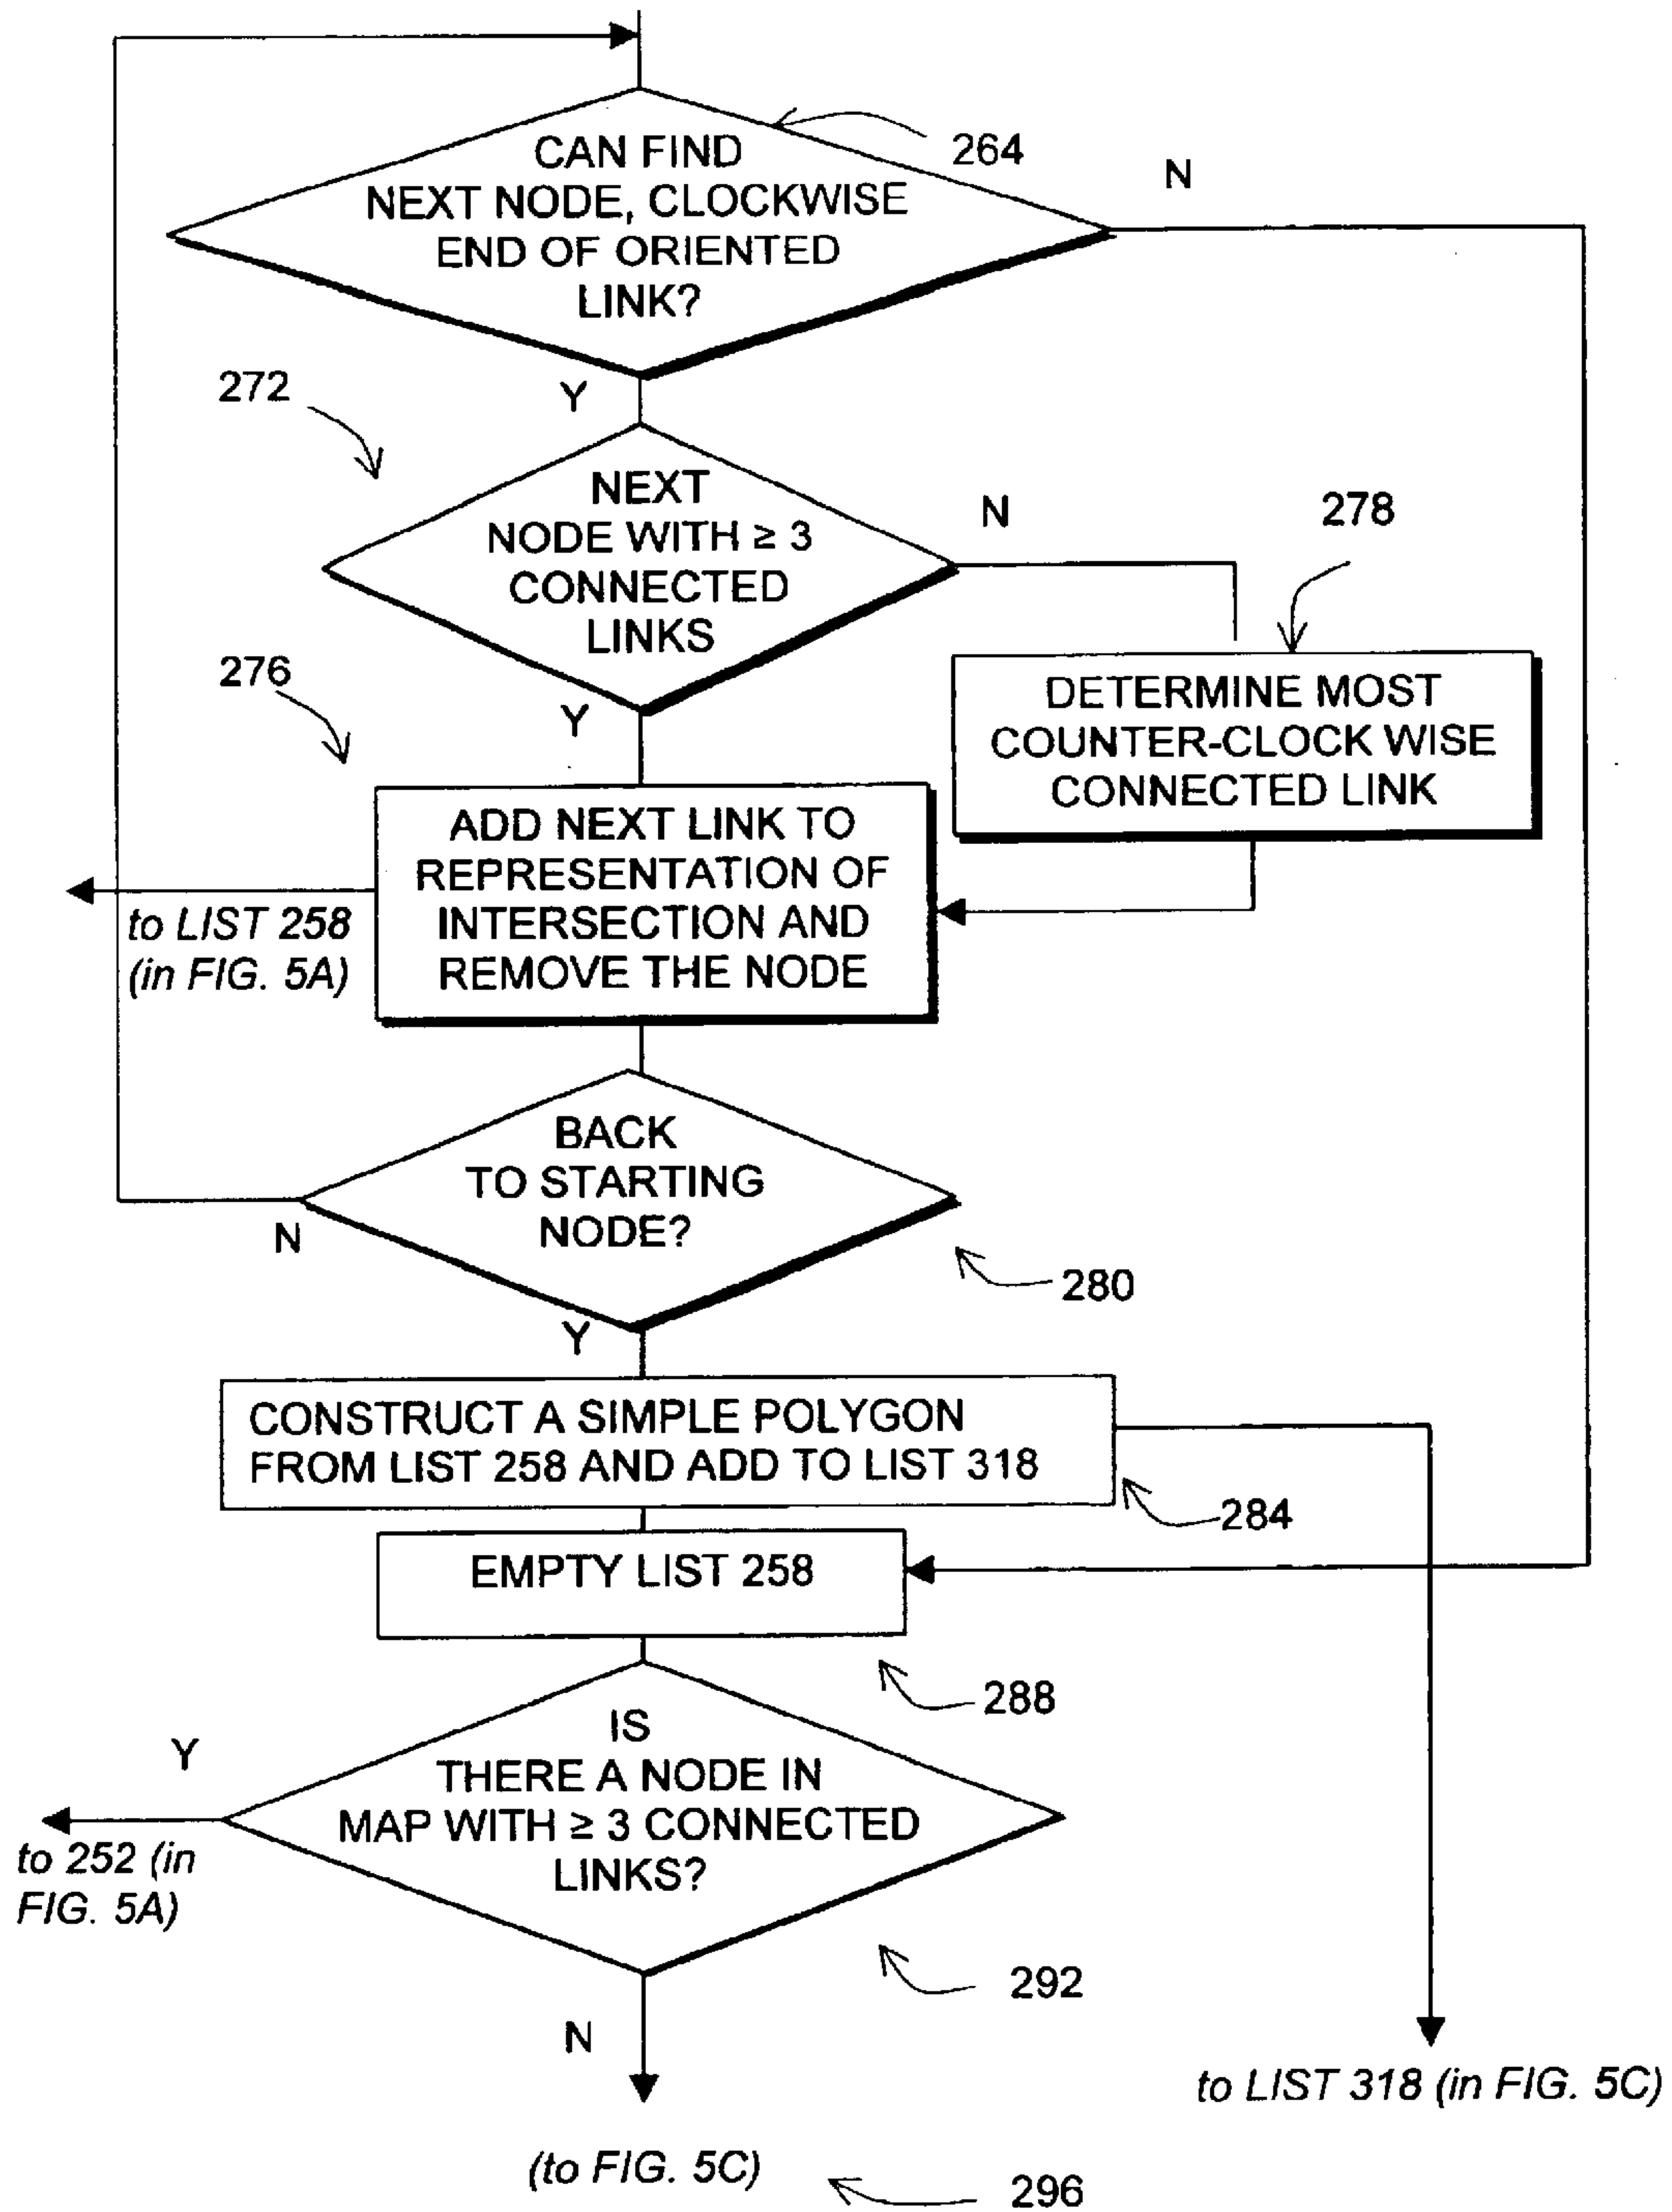 CAN FIND
NEXT NODE, CLOCKWISE
END OF ORIENTED
LINK?
264
N
Y
272
NEXT
NODE WITH ≥ 3
CONNECTED
LINKS
N
278
276
Y
DETERMINE MOST
COUNTER-CLOCK WISE
CONNECTED LINK
ADD NEXT LINK TO
REPRESENTATION OF
INTERSECTION AND
REMOVE THE NODE
to LIST 258
(in FIG. 5A)
BACK
TO STARTING
NODE?
N
280
Y
CONSTRUCT A SIMPLE POLYGON
FROM LIST 258 AND ADD TO LIST 318
284
EMPTY LIST 258
288
IS
THERE A NODE IN
MAP WITH ≥ 3 CONNECTED
LINKS?
Y
to 252 (in
FIG. 5A)
292
N
to LIST 318 (in FIG. 5C)
(to FIG. 5C)
296